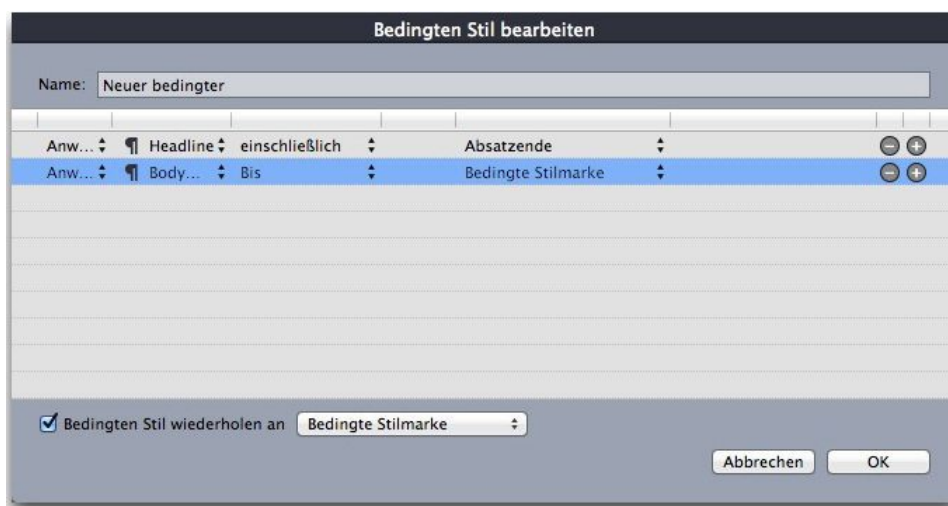 Bedingten Stil bearbeiten
Name: Neuer bedingter
Anw... ¶ Headline einschließlich Absatzende
Anw... ¶ Body... Bis Bedingte Stilmarke
Bedingten Stil wiederholen an Bedingte Stilmarke
Abbrechen OK